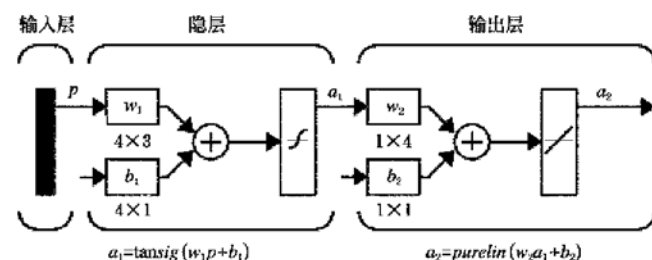 输入层 隐层 输出层
p w₁ a₁ w₂ a₂
4×3 1×4
b₁ b₂
4×1 1×1
a₁=tansig(w₁p+b₁) a₂=purelin(w₂a₁+b₂)